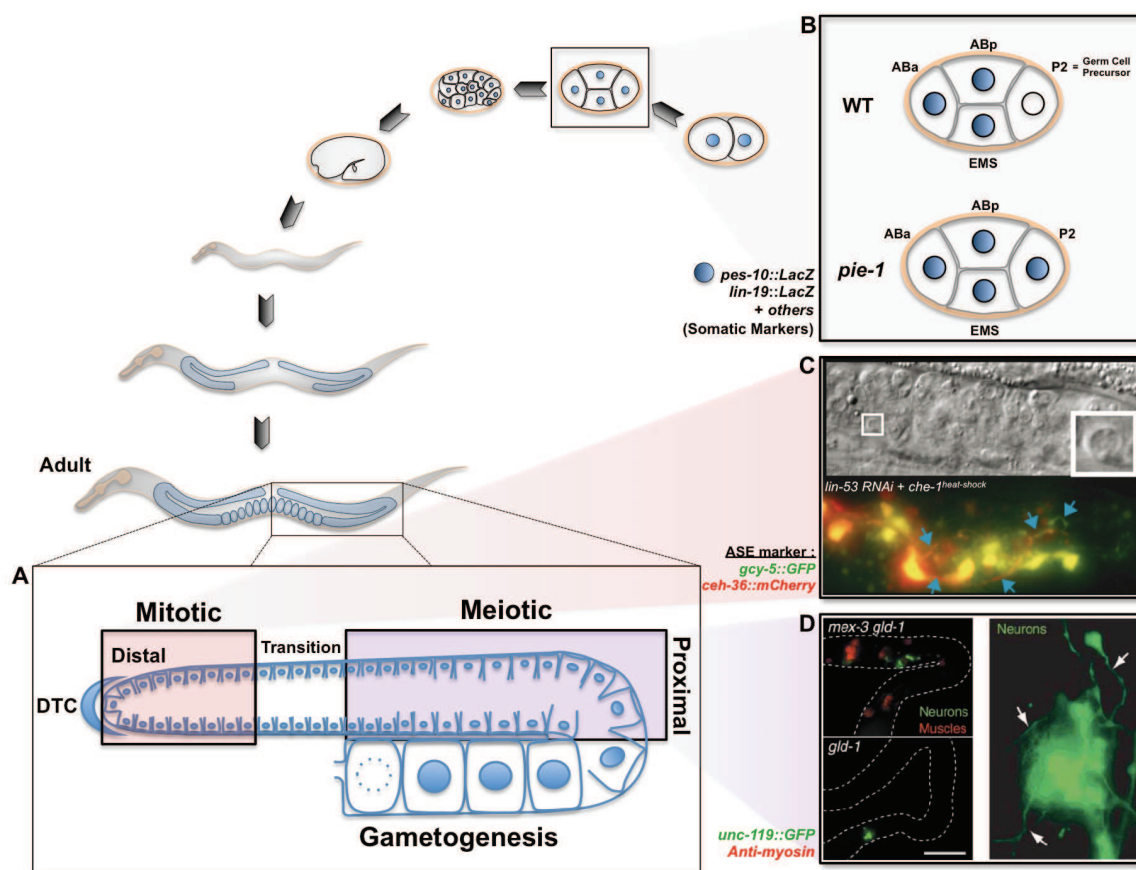 B
ABp
ABa
P2 = Germ Cell
Precursor
WT
EMS
ABp
ABa
P2
pie-1
EMS
pes-10::LacZ
lin-19::LacZ
+ others
(Somatic Markers)
C
lin-53 RNAi + che-1heat-shock
ASE marker :
gcy-5::GFP
ceh-36::mCherry
Adult
A
Mitotic
Meiotic
Distal
Transition
Proximal
DTC
Gametogenesis
D
mex-3 gld-1
Neurons
Muscles
gld-1
Neurons
unc-119::GFP
Anti-myosin